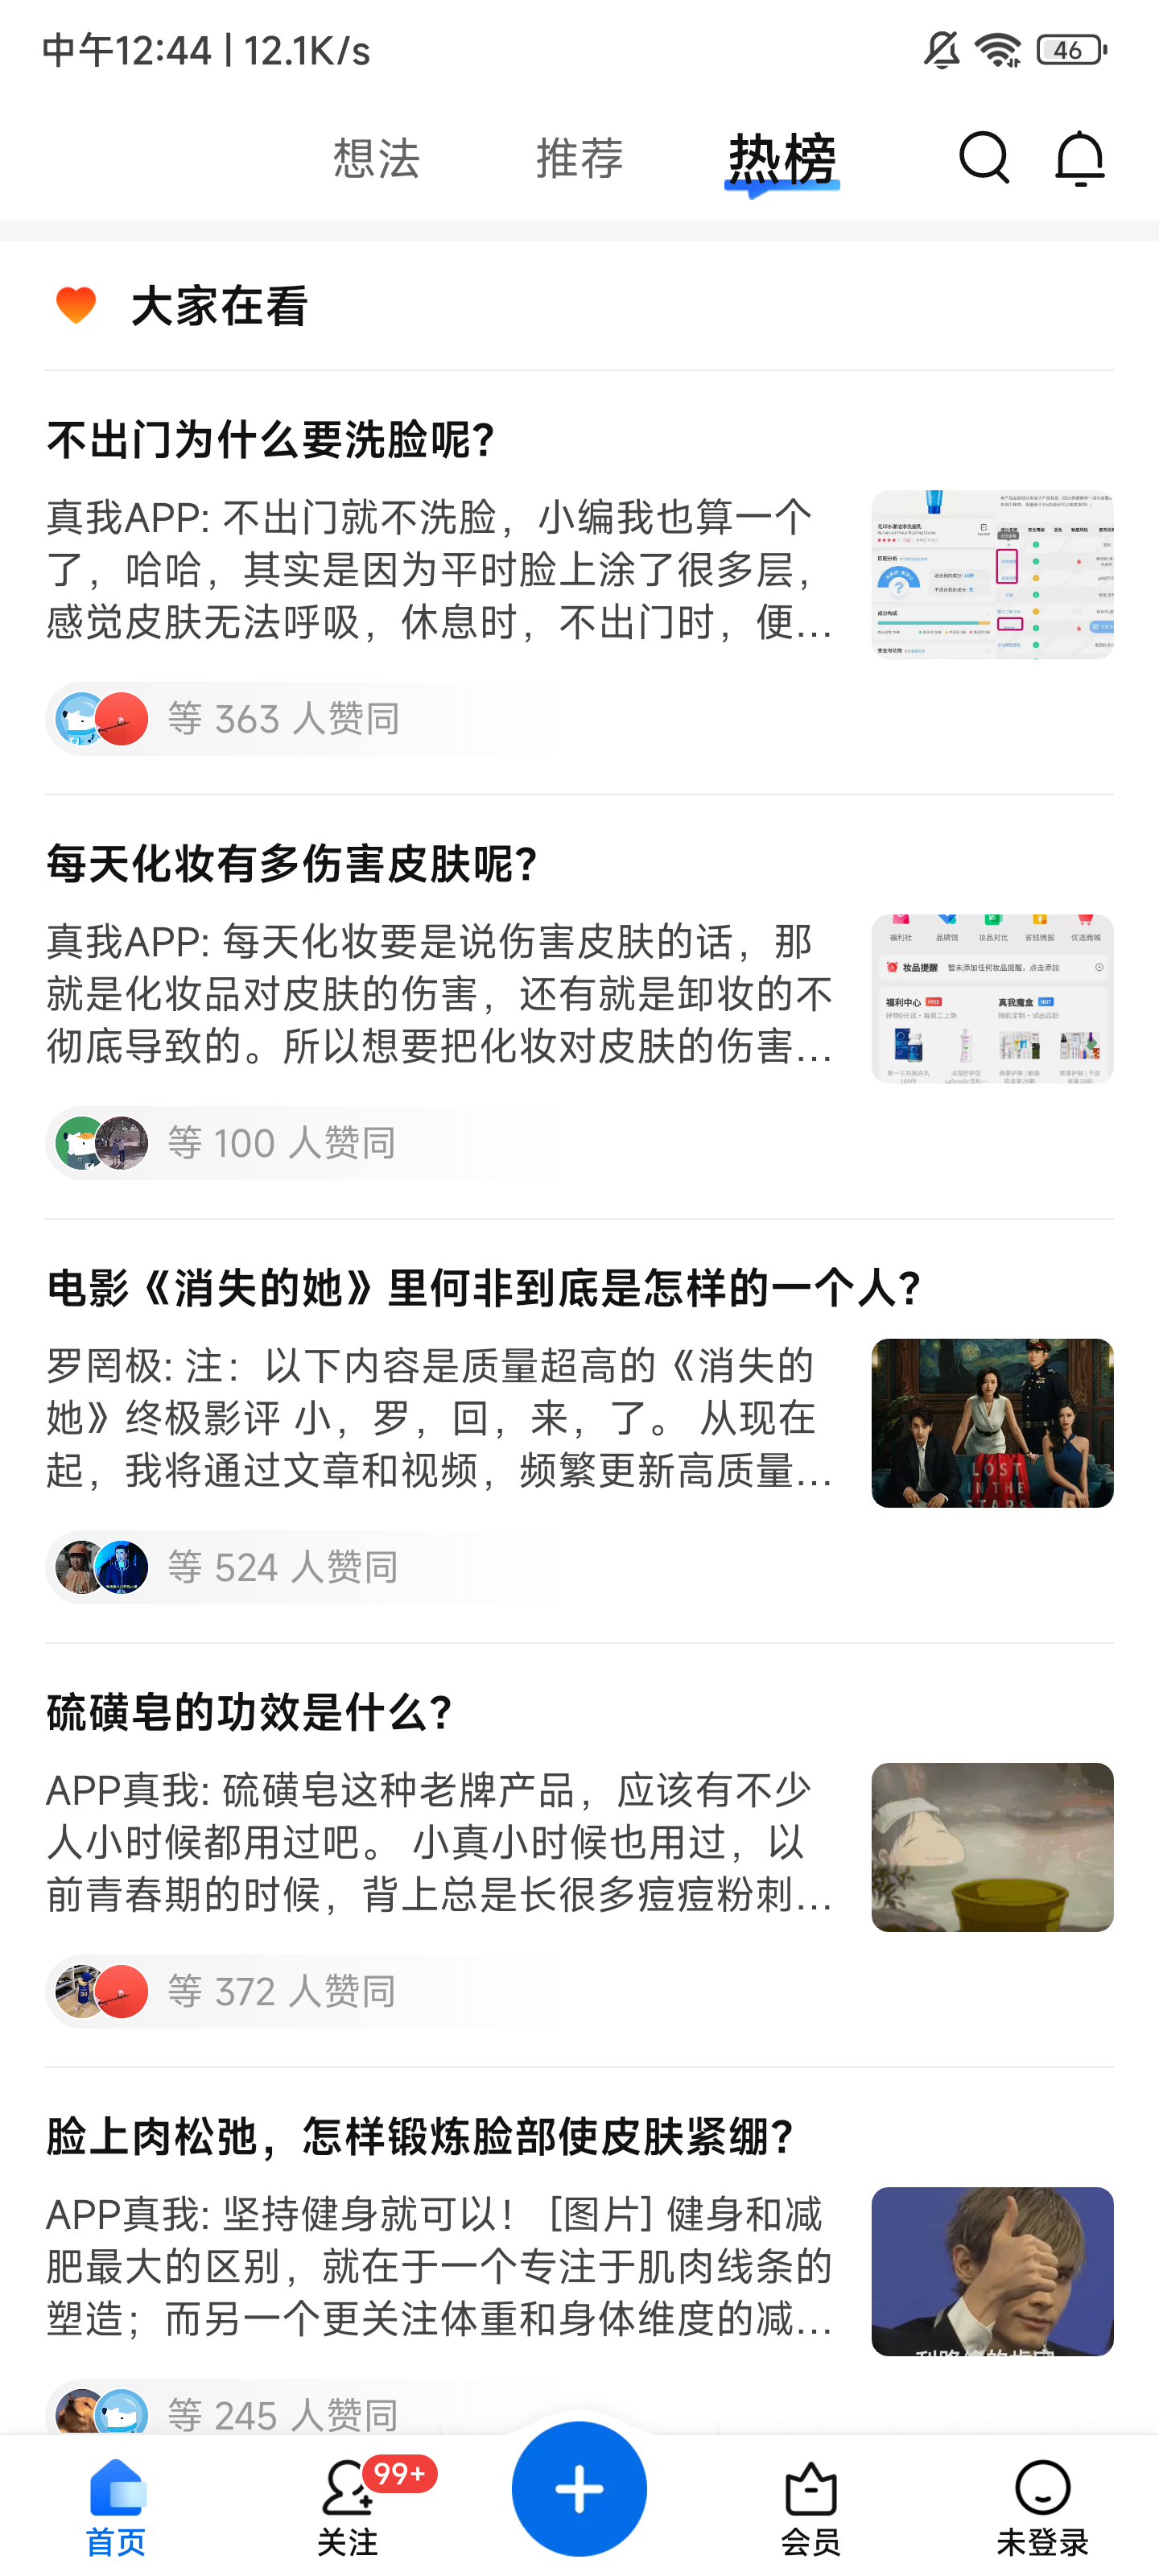 中午12:44 | 12.1K/s
46
想法
推荐
热榜
大家在看
不出门为什么要洗脸呢？
真我APP: 不出门就不洗脸，小编我也算一个
了，哈哈，其实是因为平时脸上涂了很多层，
感觉皮肤无法呼吸，休息时，不出门时，便...
等 363 人赞同
每天化妆有多伤害皮肤呢？
真我APP: 每天化妆要是说伤害皮肤的话，那
就是化妆品对皮肤的伤害，还有就是卸妆的不
彻底导致的。所以想要把化妆对皮肤的伤害...
福利社
品牌馆
妆品对比
省钱情报
优选商城
妆品提醒
暂未添加任何妆品提醒，点击添加
福利中心
FREE
真我魔盒
HOT
等 100 人赞同
电影《消失的她》里何非到底是怎样的一个人？
罗罔极: 注：以下内容是质量超高的《消失的
她》终极影评 小，罗，回，来，了。 从现在
起，我将通过文章和视频，频繁更新高质量...
LOST
IN THE
STARS
等 524 人赞同
硫磺皂的功效是什么？
APP真我: 硫磺皂这种老牌产品，应该有不少
人小时候都用过吧。 小真小时候也用过，以
前青春期的时候，背上总是长很多痘痘粉刺...
等 372 人赞同
脸上肉松弛，怎样锻炼脸部使皮肤紧绷？
APP真我: 坚持健身就可以！ [图片] 健身和减
肥最大的区别，就在于一个专注于肌肉线条的
塑造；而另一个更关注体重和身体维度的减...
等 245 人赞同
首页
关注
99+
会员
未登录